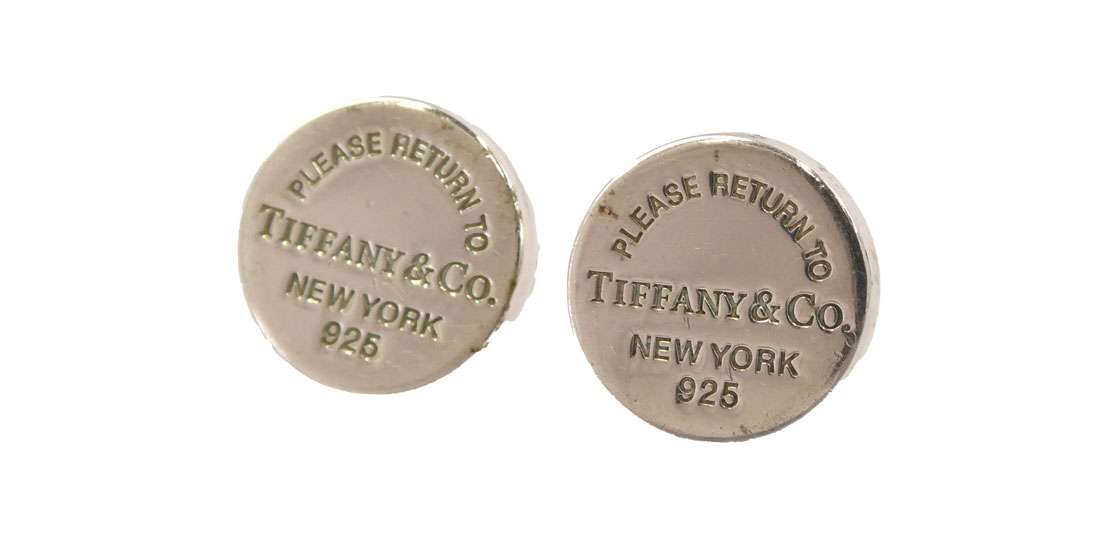 PLEASE RETURN TO
TIFFANY & CO.
NEW YORK
925
PLEASE RETURN TO
TIFFANY & CO.
NEW YORK
925